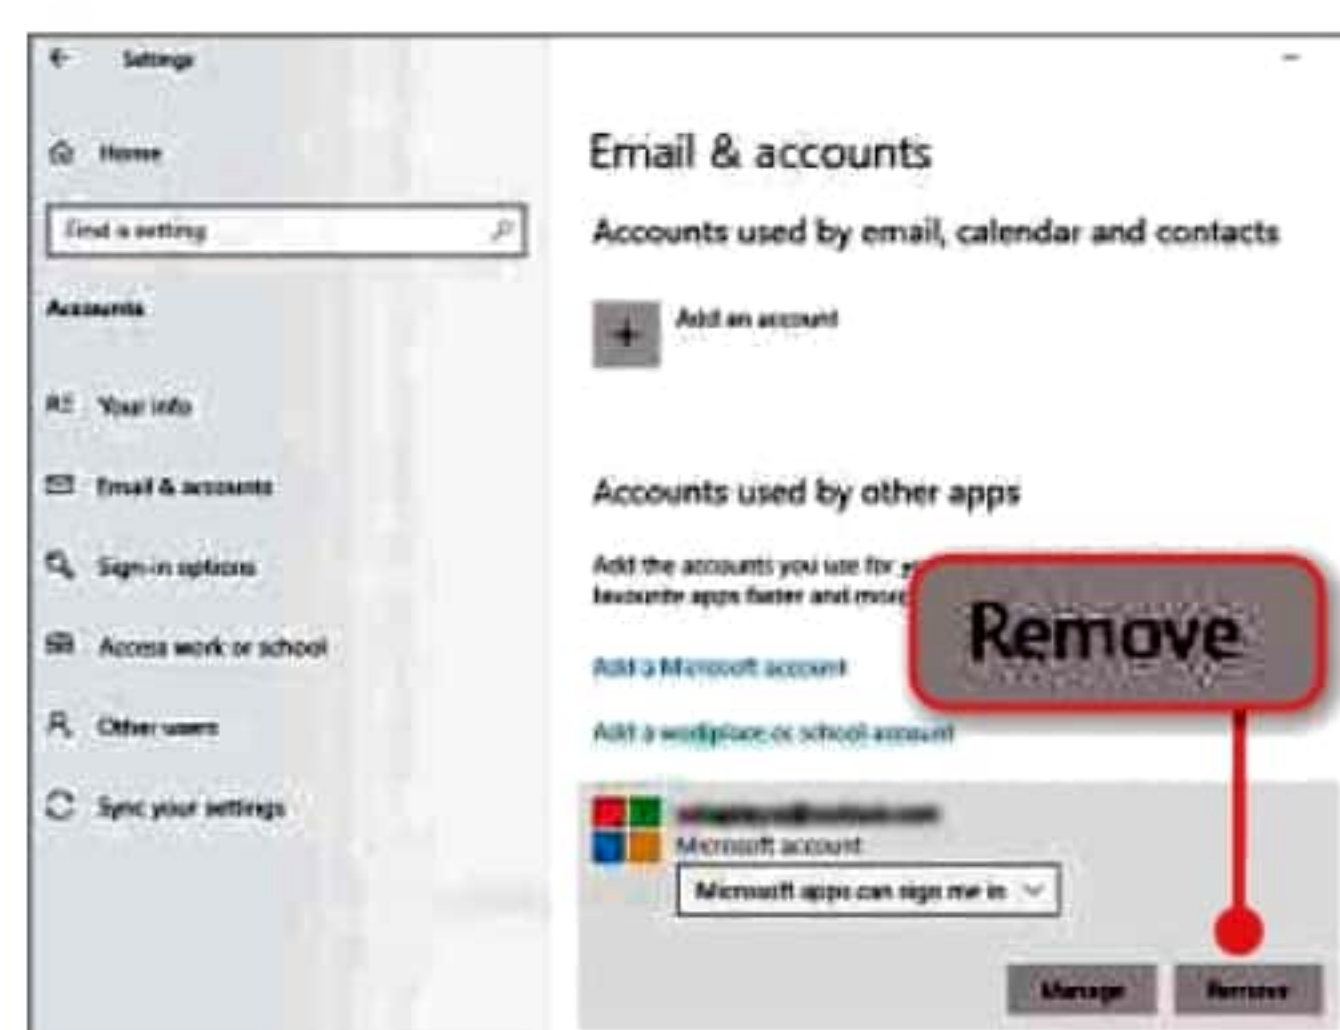 Settings
Home
Find a setting
Accounts
Your info
Email & accounts
Sign-in options
Access work or school
Other users
Sync your settings
Email & accounts
Accounts used by email, calendar and contacts
Add an account
Accounts used by other apps
Add the accounts you use for
favourite apps faster and more
Remove
Add a Microsoft account
Add a workplace or school account
Microsoft account
Microsoft apps can sign me in
Manage
Remove